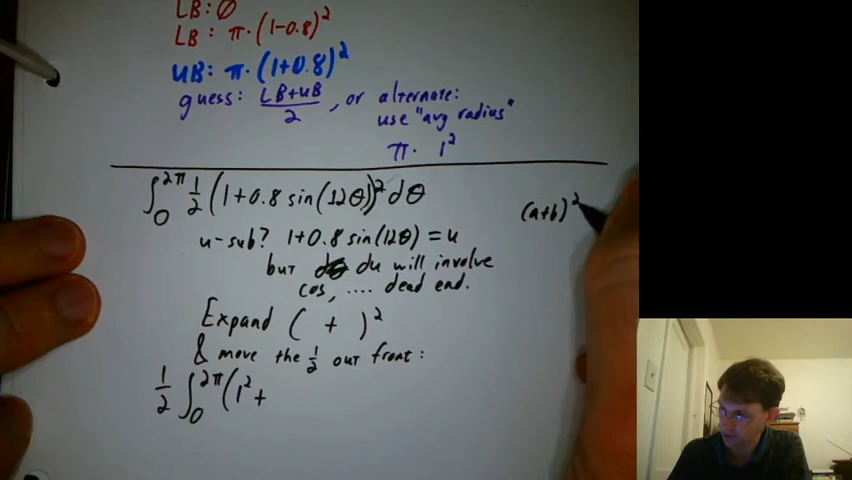 LB: ∅
LB: π·(1-0.8)²
UB: π·(1+0.8)²
guess: (LB+UB)/2, or alternate:
use "avg radius"
π· 1²
∫₀^2π 1/2 (1+0.8 sin(12θ))² dθ
(a+b)²
u-sub? 1+0.8 sin(12θ) = u
but du will involve
cos, .... dead end.
Expand ( + )²
& move the 1/2 out front:
1/2 ∫₀^2π (1² +